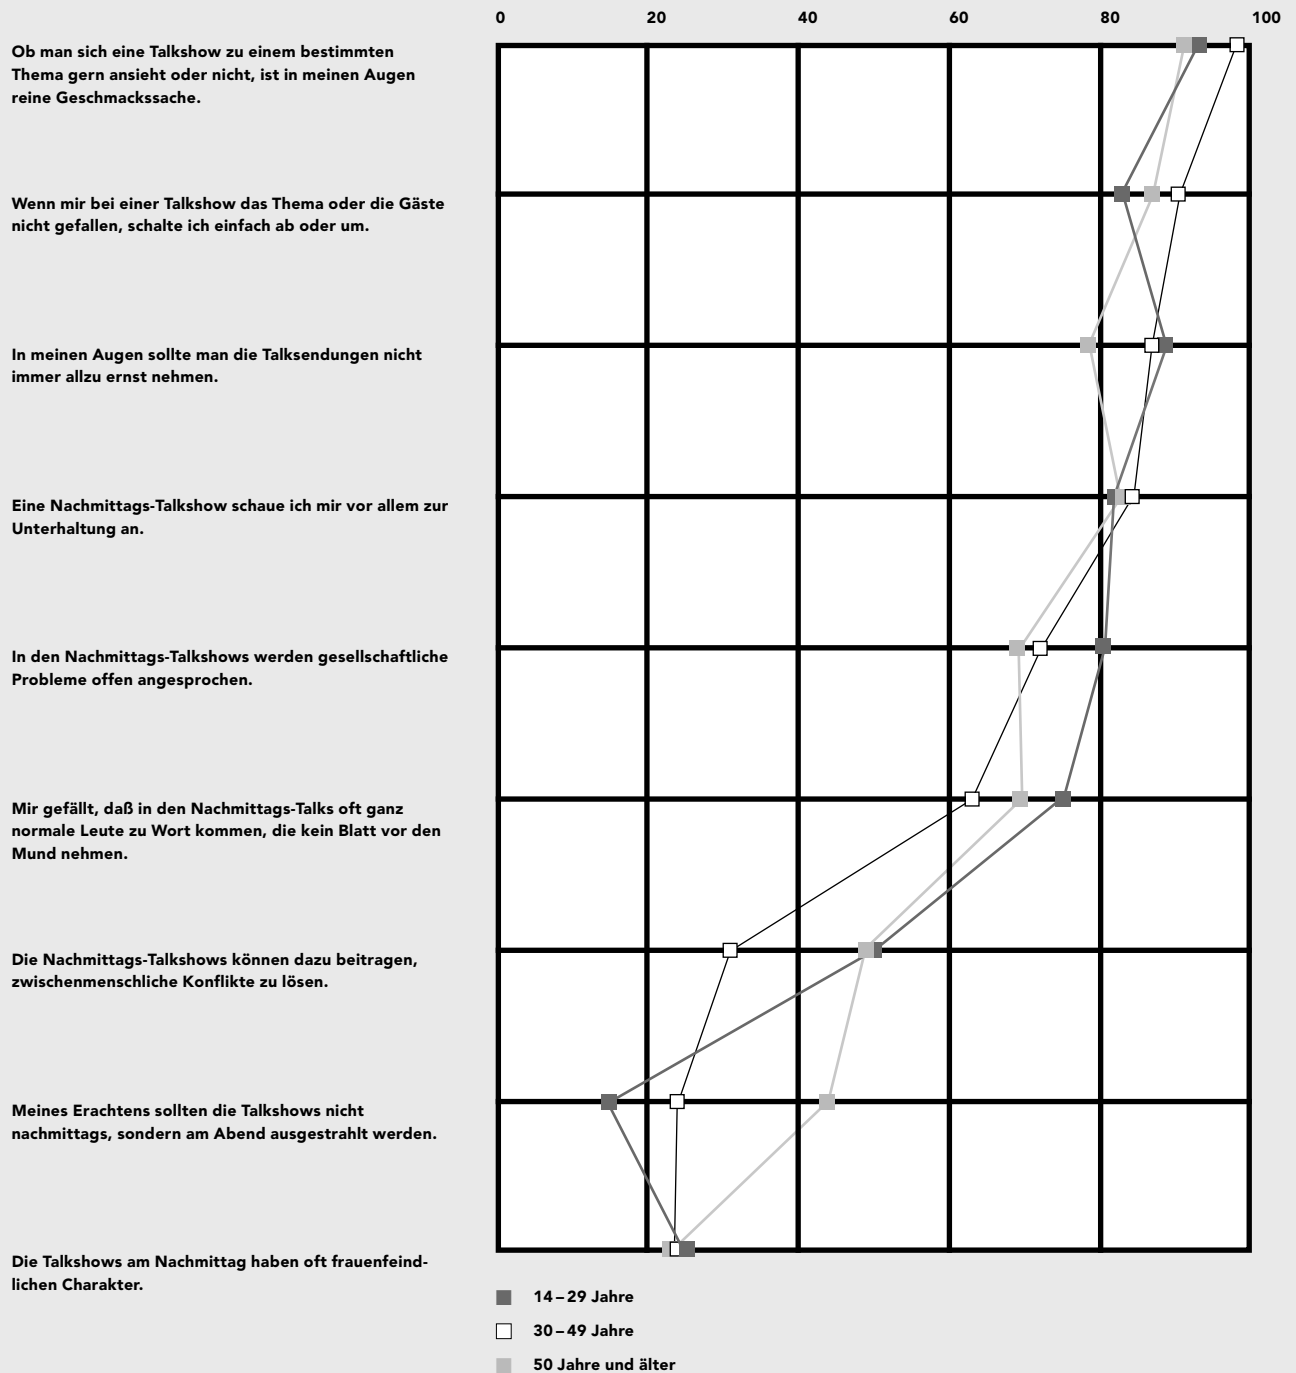 0 20 40 60 80 100
Ob man sich eine Talkshow zu einem bestimmten
Thema gern ansieht oder nicht, ist in meinen Augen
reine Geschmackssache.
Wenn mir bei einer Talkshow das Thema oder die Gäste
nicht gefallen, schalte ich einfach ab oder um.
In meinen Augen sollte man die Talksendungen nicht
immer allzu ernst nehmen.
Eine Nachmittags-Talkshow schaue ich mir vor allem zur
Unterhaltung an.
In den Nachmittags-Talkshows werden gesellschaftliche
Probleme offen angesprochen.
Mir gefällt, daß in den Nachmittags-Talks oft ganz
normale Leute zu Wort kommen, die kein Blatt vor den
Mund nehmen.
Die Nachmittags-Talkshows können dazu beitragen,
zwischenmenschliche Konflikte zu lösen.
Meines Erachtens sollten die Talkshows nicht
nachmittags, sondern am Abend ausgestrahlt werden.
Die Talkshows am Nachmittag haben oft frauenfeind-
lichen Charakter.
14–29 Jahre
30–49 Jahre
50 Jahre und älter